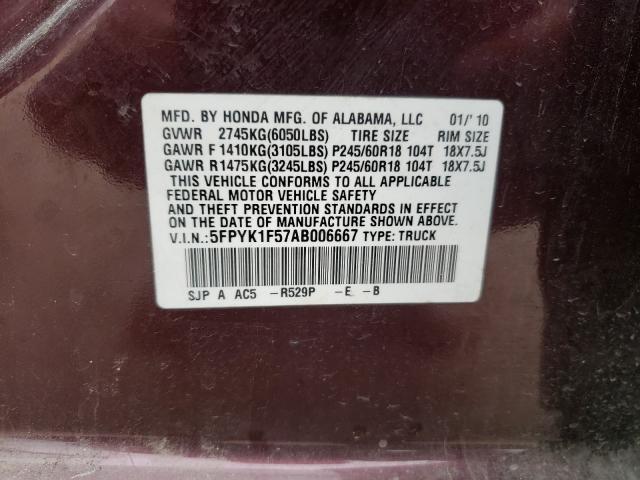 MFD. BY HONDA MFG. OF ALABAMA, LLC 01/'10
GVWR 2745KG(6050LBS) TIRE SIZE RIM SIZE
GAWR F 1410KG(3105LBS) P245/60R18 104T 18X7.5J
GAWR R1475KG(3245LBS) P245/60R18 104T 18X7.5J
THIS VEHICLE CONFORMS TO ALL APPLICABLE
FEDERAL MOTOR VEHICLE SAFETY
AND THEFT PREVENTION STANDARDS IN EFFECT
ON THE DATE OF MANUFACTURE SHOWN ABOVE.
V.I.N.:5FPYK1F57AB006667 TYPE: TRUCK
SJP A AC5 -R529P -E -B